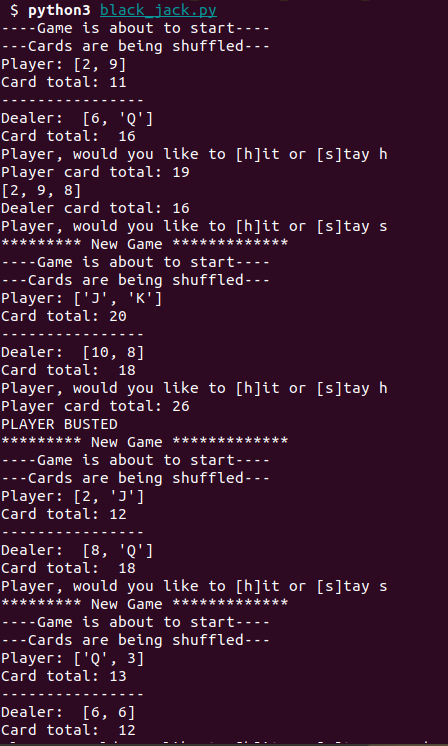 $ python3 black_jack.py
----Game is about to start----
---Cards are being shuffled---
Player: [2, 9]
Card total: 11
----------------
Dealer:  [6, 'Q']
Card total:  16
Player, would you like to [h]it or [s]tay h
Player card total: 19
[2, 9, 8]
Dealer card total: 16
Player, would you like to [h]it or [s]tay s
********* New Game *************
----Game is about to start----
---Cards are being shuffled---
Player: ['J', 'K']
Card total: 20
----------------
Dealer:  [10, 8]
Card total:  18
Player, would you like to [h]it or [s]tay h
Player card total: 26
PLAYER BUSTED
********* New Game *************
----Game is about to start----
---Cards are being shuffled---
Player: [2, 'J']
Card total: 12
----------------
Dealer:  [8, 'Q']
Card total:  18
Player, would you like to [h]it or [s]tay s
********* New Game *************
----Game is about to start----
---Cards are being shuffled---
Player: ['Q', 3]
Card total: 13
----------------
Dealer:  [6, 6]
Card total:  12